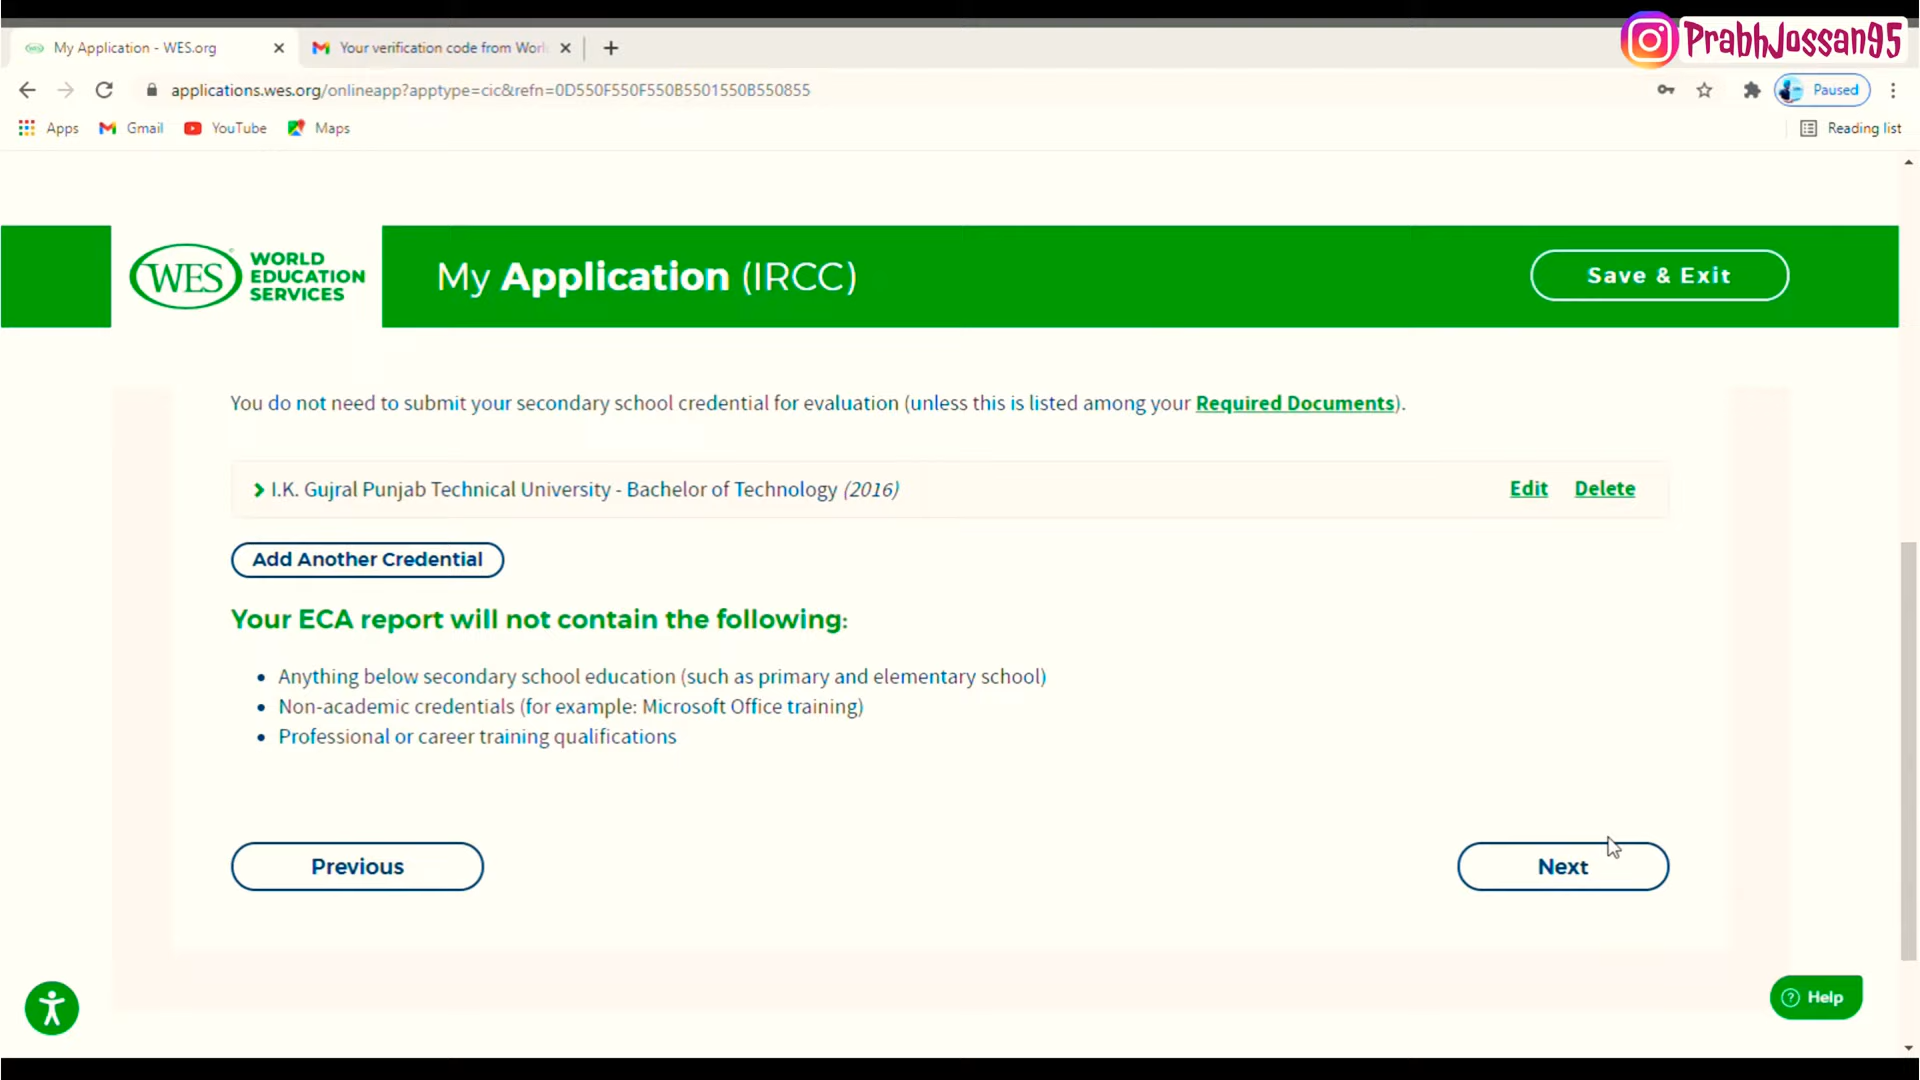 PrabhJossan95
My Application - WES.org
Your verification code from Worl
applications.wes.org/onlineapp?apptype=cic&refn=0D550F550F550B5501550B550855
Paused
Apps
Gmail
YouTube
Maps
Reading list
WES
WORLD
EDUCATION
SERVICES
My Application (IRCC)
Save & Exit
You do not need to submit your secondary school credential for evaluation (unless this is listed among your Required Documents).
I.K. Gujral Punjab Technical University - Bachelor of Technology (2016)
Edit
Delete
Add Another Credential
Your ECA report will not contain the following:
• Anything below secondary school education (such as primary and elementary school)
• Non-academic credentials (for example: Microsoft Office training)
• Professional or career training qualifications
Previous
Next
Help